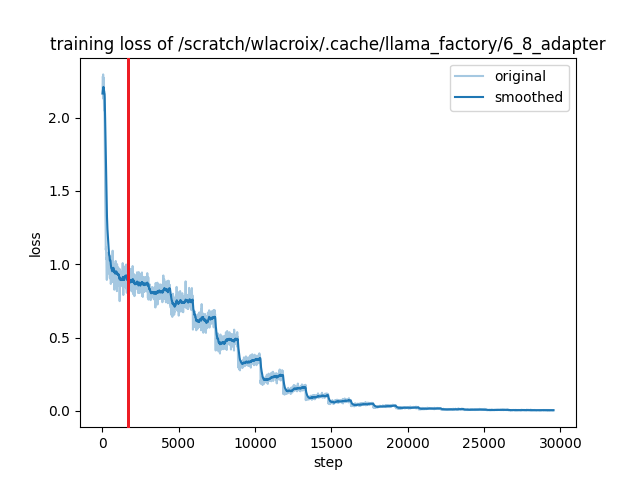 training loss of /scratch/wlacroix/.cache/llama_factory/6_8_adapter
original
smoothed
loss
2.0
1.5
1.0
0.5
0.0
0 5000 10000 15000 20000 25000 30000
step